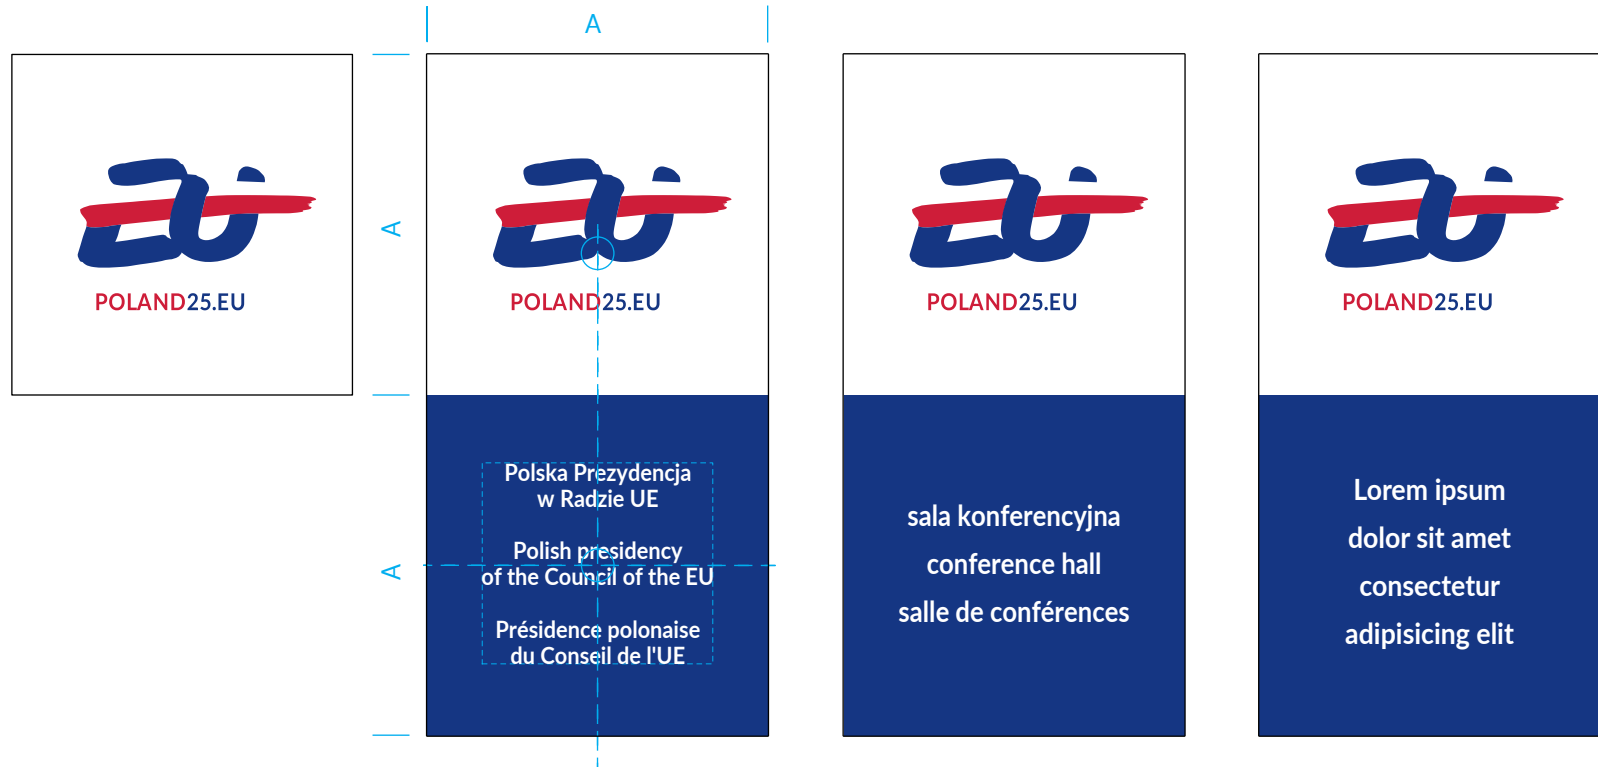 A
POLAND25.EU
A
POLAND25.EU
POLAND25.EU
POLAND25.EU
A
Polska Prezydencja
w Radzie UE
Polish presidency
of the Council of the EU
Présidence polonaise
du Conseil de l'UE
sala konferencyjna
conference hall
salle de conférences
Lorem ipsum
dolor sit amet
consectetur
adipisicing elit